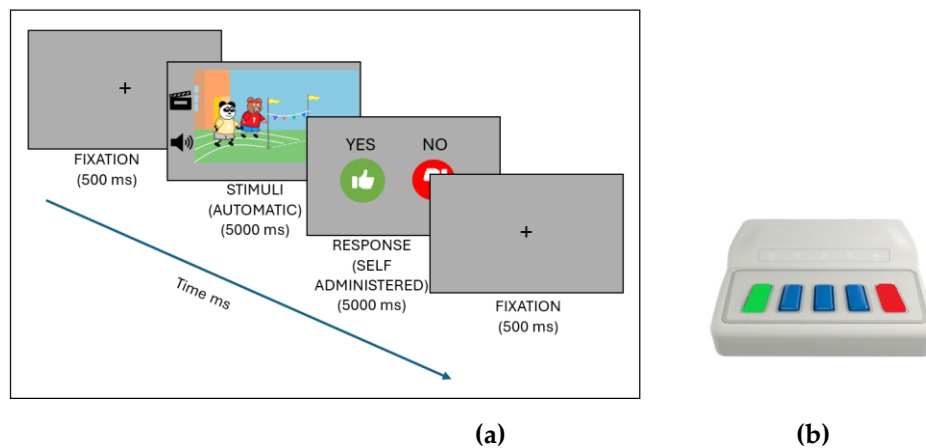 +
FIXATION
(500 ms)
1
STIMULI
(AUTOMATIC)
(5000 ms)
YES NO
RESPONSE
(SELF
ADMINISTERED)
(5000 ms)
+
FIXATION
(500 ms)
Time ms
(a) (b)